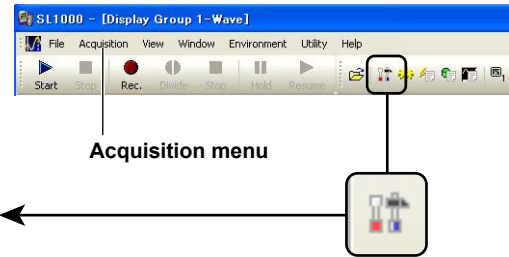 SL1000 - [Display Group 1-Wave]
File Acquisition View Window Environment Utility Help
Start Stop Rec. Divide Stop Hold Resume
Acquisition menu